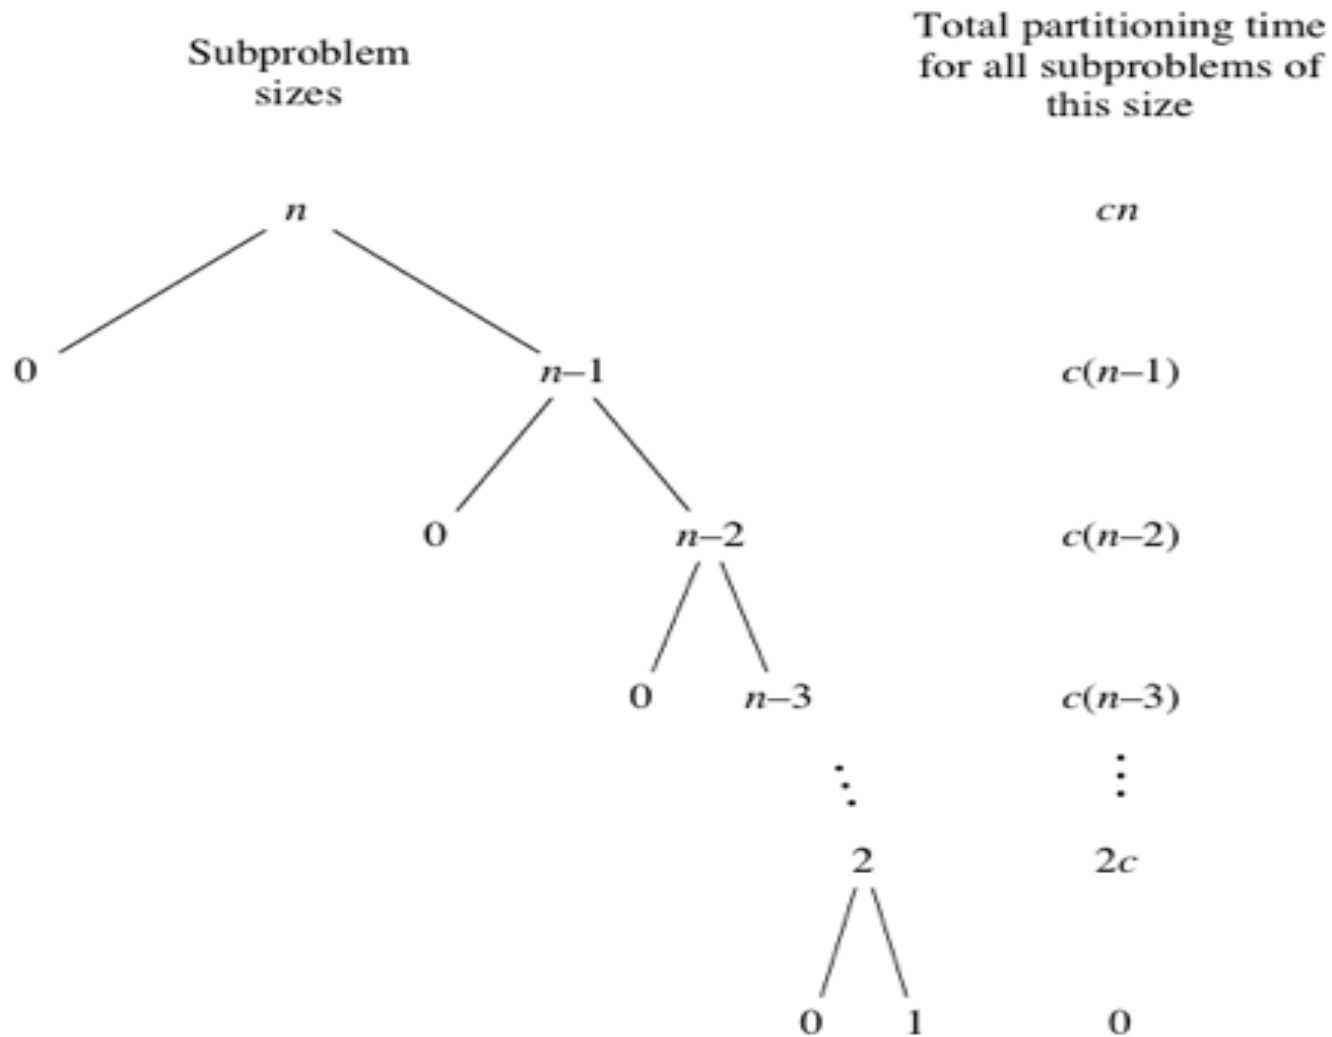 Subproblem
sizes
Total partitioning time
for all subproblems of
this size
n
cn
0
n–1
c(n–1)
0
n–2
c(n–2)
0
n–3
c(n–3)
2
2c
0
1
0